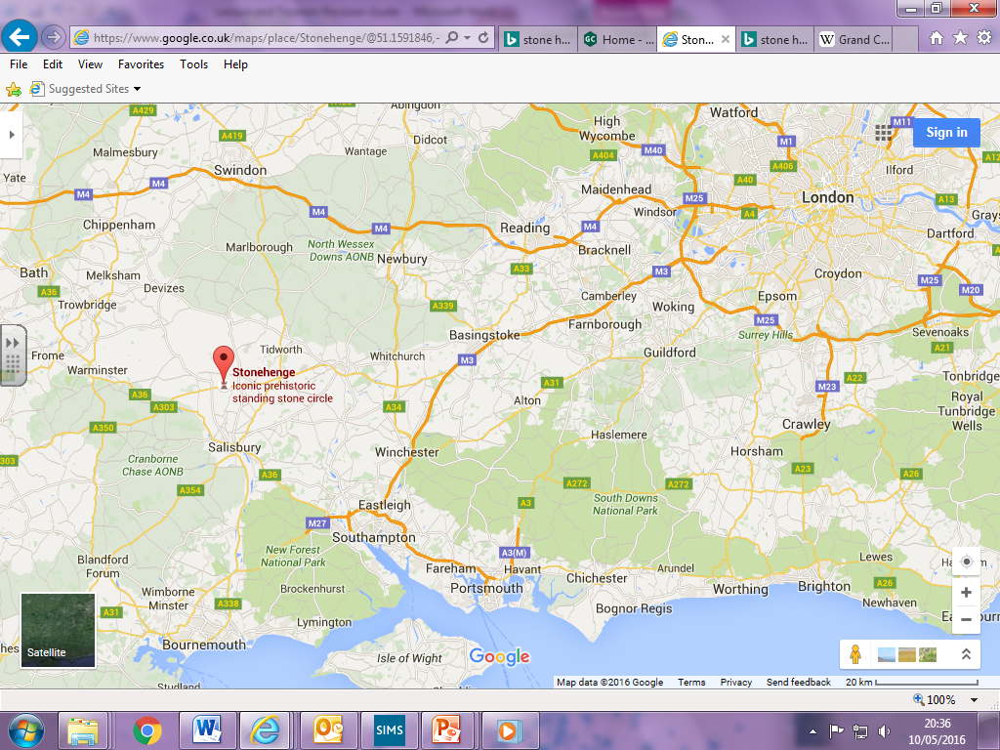 https://www.google.co.uk/maps/place/Stonehenge/@51.1591846,-
stone h...
Home - ...
Ston...
stone h...
W Grand C...
File Edit View Favorites Tools Help
Suggested Sites
Sign in
A429
Abingdon
Watford
High Wycombe
M11
A419
Didcot
M1
Malmesbury
Wantage
A404
M40
A406
Ilford
Yate
Swindon
A40
M4
M4
Maidenhead
M25
London
A13
M4
Windsor
A4
Grays
Chippenham
M4
Reading
M4
Dartford
Marlborough
North Wessex
Downs AONB
Newbury
Bracknell
A33
M3
Croydon
Bath
Melksham
Devizes
M25
M20
A36
Trowbridge
A339
Camberley
Woking
Epsom
Farnborough
M25
Basingstoke
Surrey Hills
Sevenoaks
Frome
Tidworth
Whitchurch
M3
Guildford
A21
Warminster
Stonehenge
Iconic prehistoric
standing stone circle
A31
A22
Tonbridge
A36
A303
A34
Alton
M23
Royal
Tunbridge
Wells
A350
Crawley
Haslemere
Salisbury
Winchester
Horsham
303
Cranborne
Chase AONB
A36
A23
A26
A354
A272
A272
Eastleigh
A3
South Downs
National Park
M27
Southampton
New Forest
National Park
A3(M)
Blandford
Forum
Fareham
Havant
Chichester
Arundel
Lewes
Wimborne
Minster
Brockenhurst
Portsmouth
Worthing
Brighton
A26
A338
Bognor Regis
Newhaven
A31
Lymington
Bournemouth
Isle of Wight
Satellite
Google
Studland
Map data ©2016 Google Terms Privacy Send feedback 20 km
100%
W
SIMS
20:36
10/05/2016